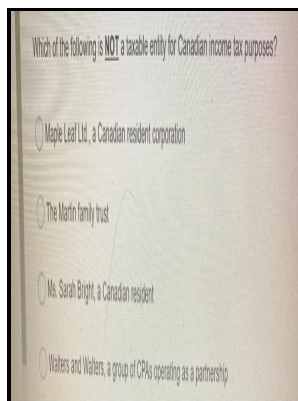 Which of the following is NOT a taxable entity for Canadian income tax purposes?
Maple Leaf Ltd., a Canadian resident corporation
The Martin family trust
Ms. Sarah Bright, a Canadian resident
Walters and Walters, a group of CPAs operating as a partnership